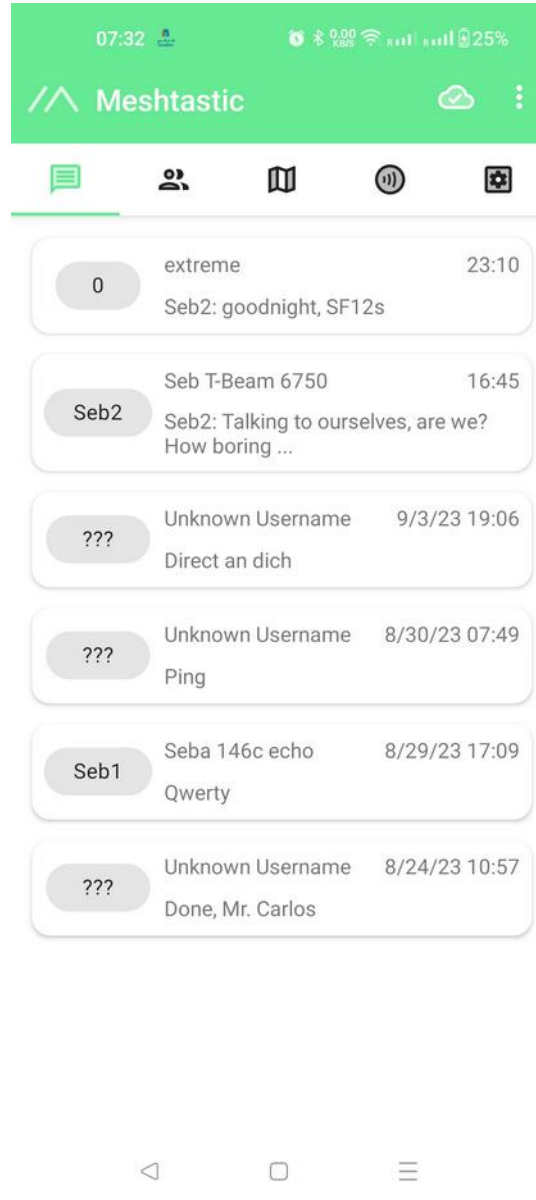 07:32 0.00 KB/S R R 25%
Meshtastic
0 extreme 23:10
Seb2: goodnight, SF12s
Seb T-Beam 6750 16:45
Seb2 Seb2: Talking to ourselves, are we?
How boring ...
Unknown Username 9/3/23 19:06
??? Direct an dich
Unknown Username 8/30/23 07:49
??? Ping
Seba 146c echo 8/29/23 17:09
Seb1 Qwerty
Unknown Username 8/24/23 10:57
??? Done, Mr. Carlos